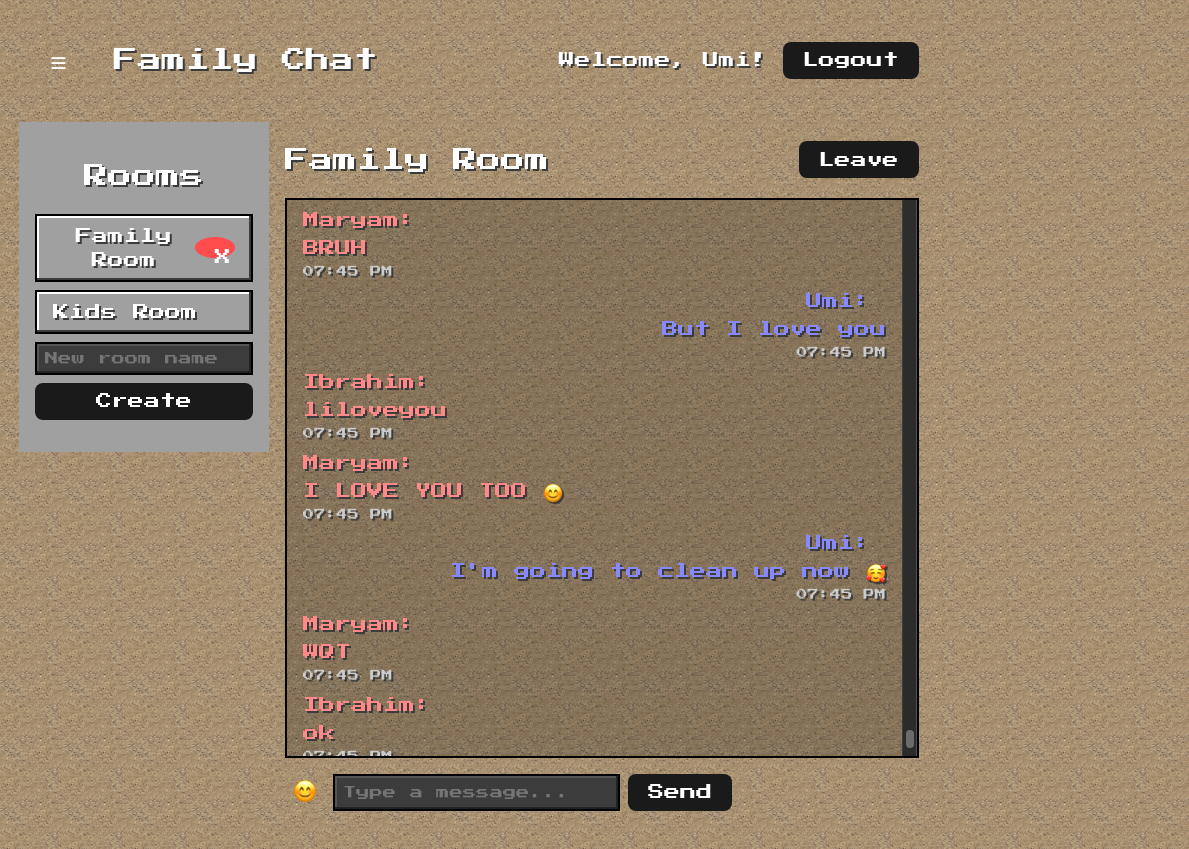 Family Chat
Welcome, Umi!
Logout
Rooms
Family
Room
X
Kids Room
New room name
Create
Family Room
Leave
Maryam:
BRUH
07:45 PM
Umi:
But I love you
07:45 PM
Ibrahim:
liloveyou
07:45 PM
Maryam:
I LOVE YOU TOO 😊
07:45 PM
Umi:
I'm going to clean up now 🥰
07:45 PM
Maryam:
WQT
07:45 PM
Ibrahim:
ok
07:45 PM
😊
Type a message...
Send